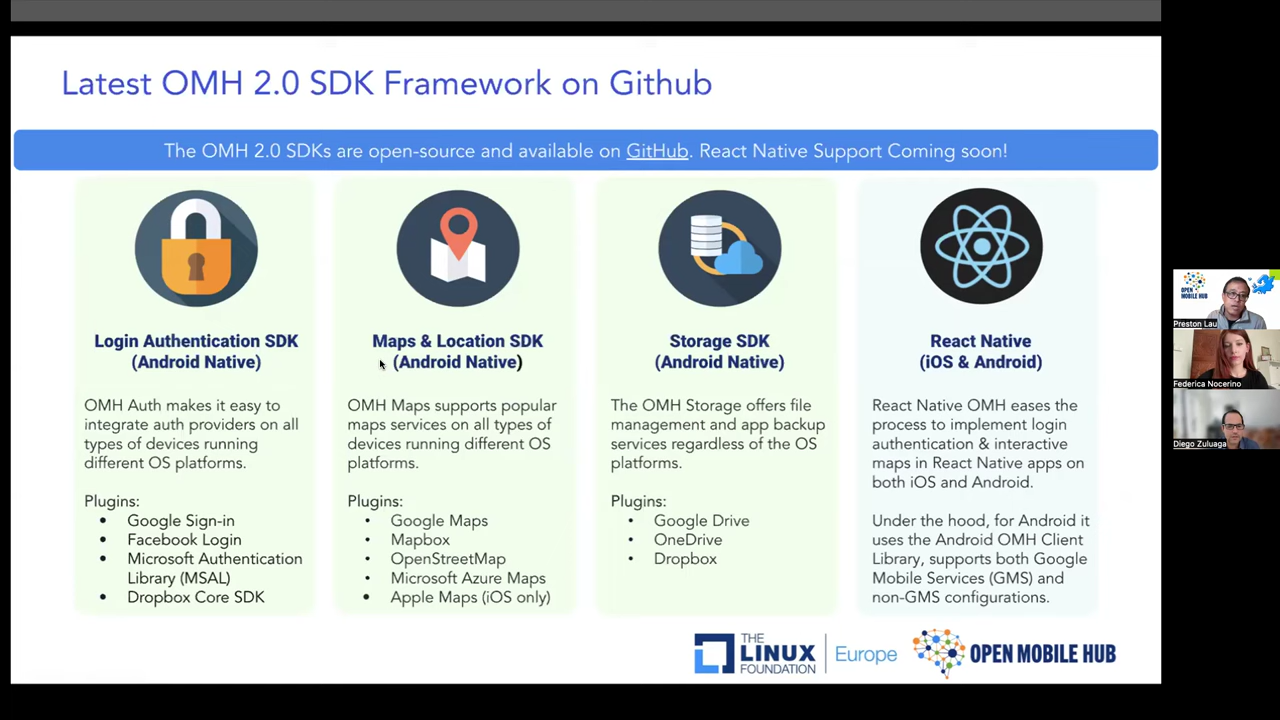 Latest OMH 2.0 SDK Framework on Github
The OMH 2.0 SDKs are open-source and available on GitHub. React Native Support Coming soon!
Login Authentication SDK
(Android Native)
OMH Auth makes it easy to
integrate auth providers on all
types of devices running
different OS platforms.
Plugins:
• Google Sign-in
• Facebook Login
• Microsoft Authentication
Library (MSAL)
• Dropbox Core SDK
Maps & Location SDK
(Android Native)
OMH Maps supports popular
maps services on all types of
devices running different OS
platforms.
Plugins:
• Google Maps
• Mapbox
• OpenStreetMap
• Microsoft Azure Maps
• Apple Maps (iOS only)
Storage SDK
(Android Native)
The OMH Storage offers file
management and app backup
services regardless of the OS
platforms.
Plugins:
• Google Drive
• OneDrive
• Dropbox
React Native
(iOS & Android)
React Native OMH eases the
process to implement login
authentication & interactive
maps in React Native apps on
both iOS and Android.
Under the hood, for Android it
uses the Android OMH Client
Library, supports both Google
Mobile Services (GMS) and
non-GMS configurations.
THE
LINUX
FOUNDATION
Europe
OPEN MOBILE HUB
OPEN
MOBILE HUB
Preston Lau
Federica Nocerino
Diego Zuluaga